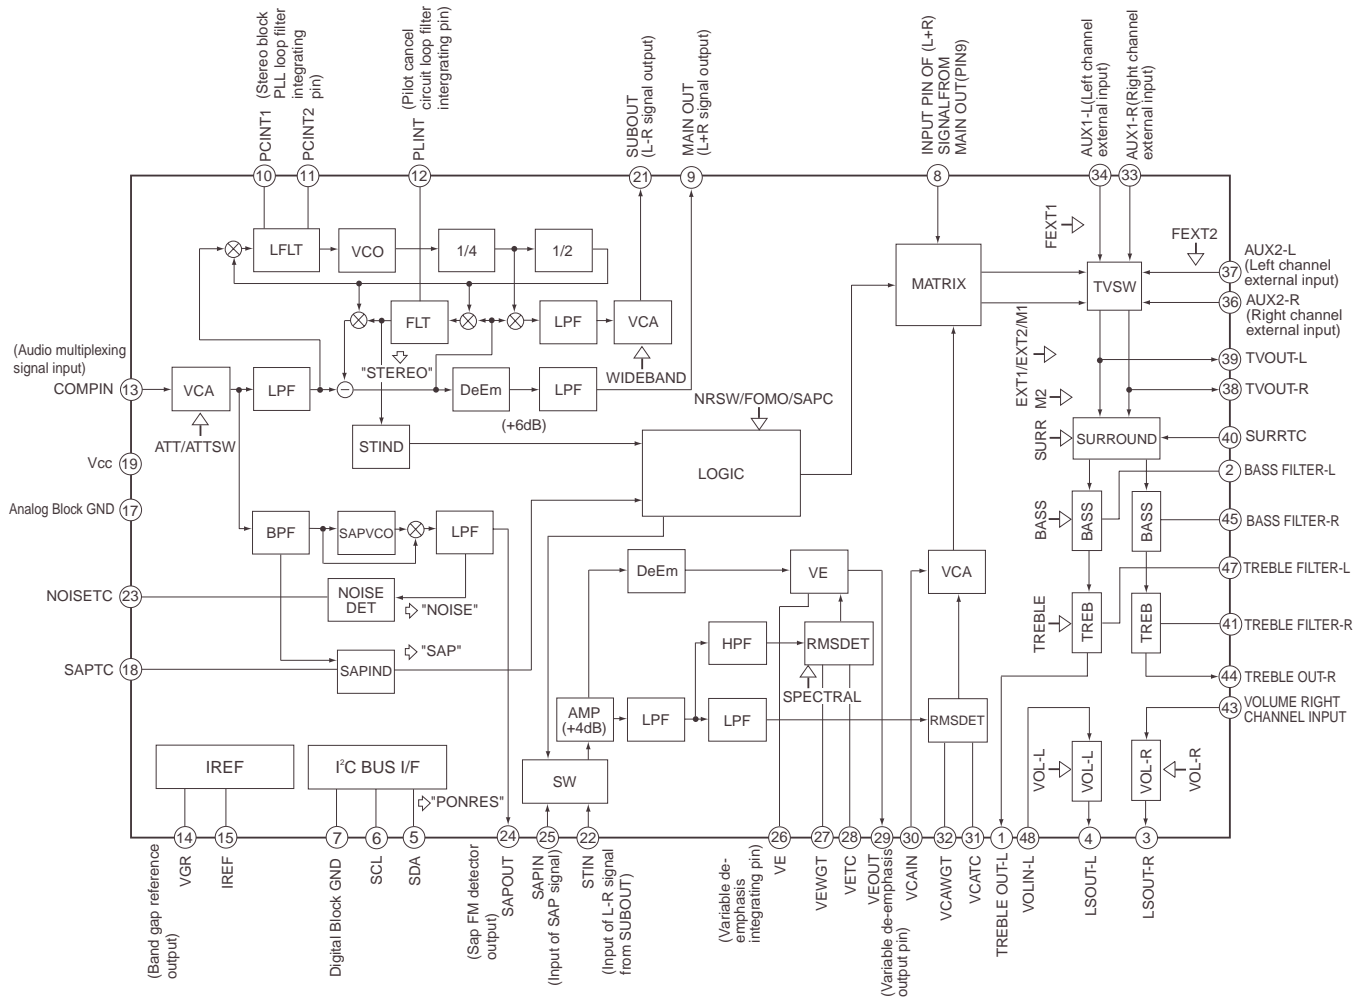 PCINT1
(Stereo block
PLL loop filter
integrating
pin)
PCINT2
PLINT
(Pilot cancel
circuit loop filter
intergrating pin)
SUBOUT
(L-R signal output)
MAIN OUT
(L+R signal output)
INPUT PIN OF (L+R)
SIGNALFROM
MAIN OUT(PIN9)
AUX1-L(Left channel
external input)
AUX1-R(Right channel
external input)
10
11
12
21
9
8
34
33
FEXT1
FEXT2
LFLT
VCO
1/4
1/2
MATRIX
TVSW
37
AUX2-L
(Left channel
external input)
36
AUX2-R
(Right channel
external input)
FLT
LPF
VCA
"STEREO"
WIDEBAND
EXT1/EXT2/M1
M2
39
TVOUT-L
38
TVOUT-R
(Audio multiplexing
signal input)
COMPIN
13
VCA
LPF
DeEm
LPF
(+6dB)
ATT/ATTSW
STIND
NRSW/FOMO/SAPC
LOGIC
SURR
SURROUND
40
SURRTC
Vcc
19
2
BASS FILTER-L
Analog Block GND
17
BPF
SAPVCO
LPF
BASS
BASS
BASS
45
BASS FILTER-R
NOISETC
23
NOISE
DET
"NOISE"
DeEm
VE
VCA
47
TREBLE FILTER-L
TREBLE
TREB
TREB
41
TREBLE FILTER-R
SAPTC
18
SAPIND
"SAP"
HPF
RMSDET
SPECTRAL
44
TREBLE OUT-R
AMP
(+4dB)
LPF
LPF
RMSDET
43
VOLUME RIGHT
CHANNEL INPUT
IREF
I²C BUS I/F
"PONRES"
SW
VOL-L
VOL-L
VOL-R
VOL-R
14
15
7
6
5
24
25
22
26
27
28
29
30
32
31
1
48
4
3
(Band gap reference
output)
VGR
IREF
Digital Block GND
SCL
SDA
(Sap FM detector
output)
SAPOUT
SAPIN
(Input of SAP signal)
STIN
(Input of L-R signal
from SUBOUT)
(Variable de-
emphasis
integrating pin)
VE
VEWGT
VETC
VEOUT
(Variable de-emphasis
output pin)
VCAIN
VCAWGT
VCATC
TREBLE OUT-L
VOLIN-L
LSOUT-L
LSOUT-R